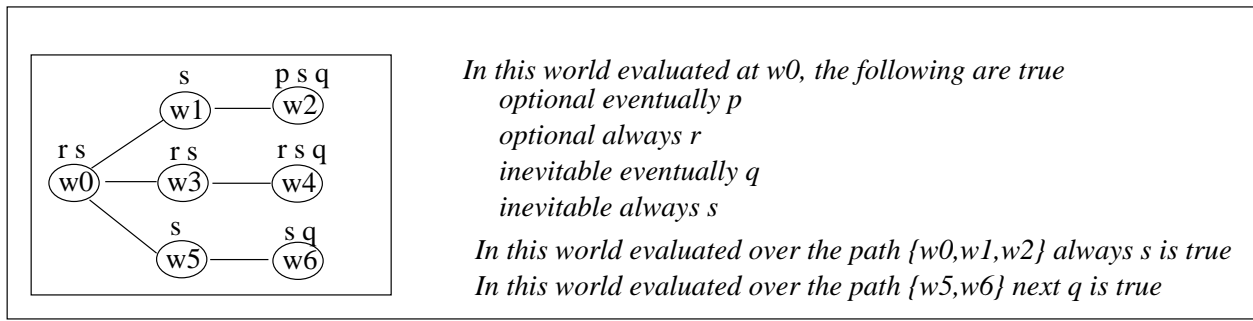 s
p s q
w1
w2
r s
r s
r s q
w0
w3
w4
s
s q
w5
w6
In this world evaluated at w0, the following are true
optional eventually p
optional always r
inevitable eventually q
inevitable always s
In this world evaluated over the path {w0,w1,w2} always s is true
In this world evaluated over the path {w5,w6} next q is true